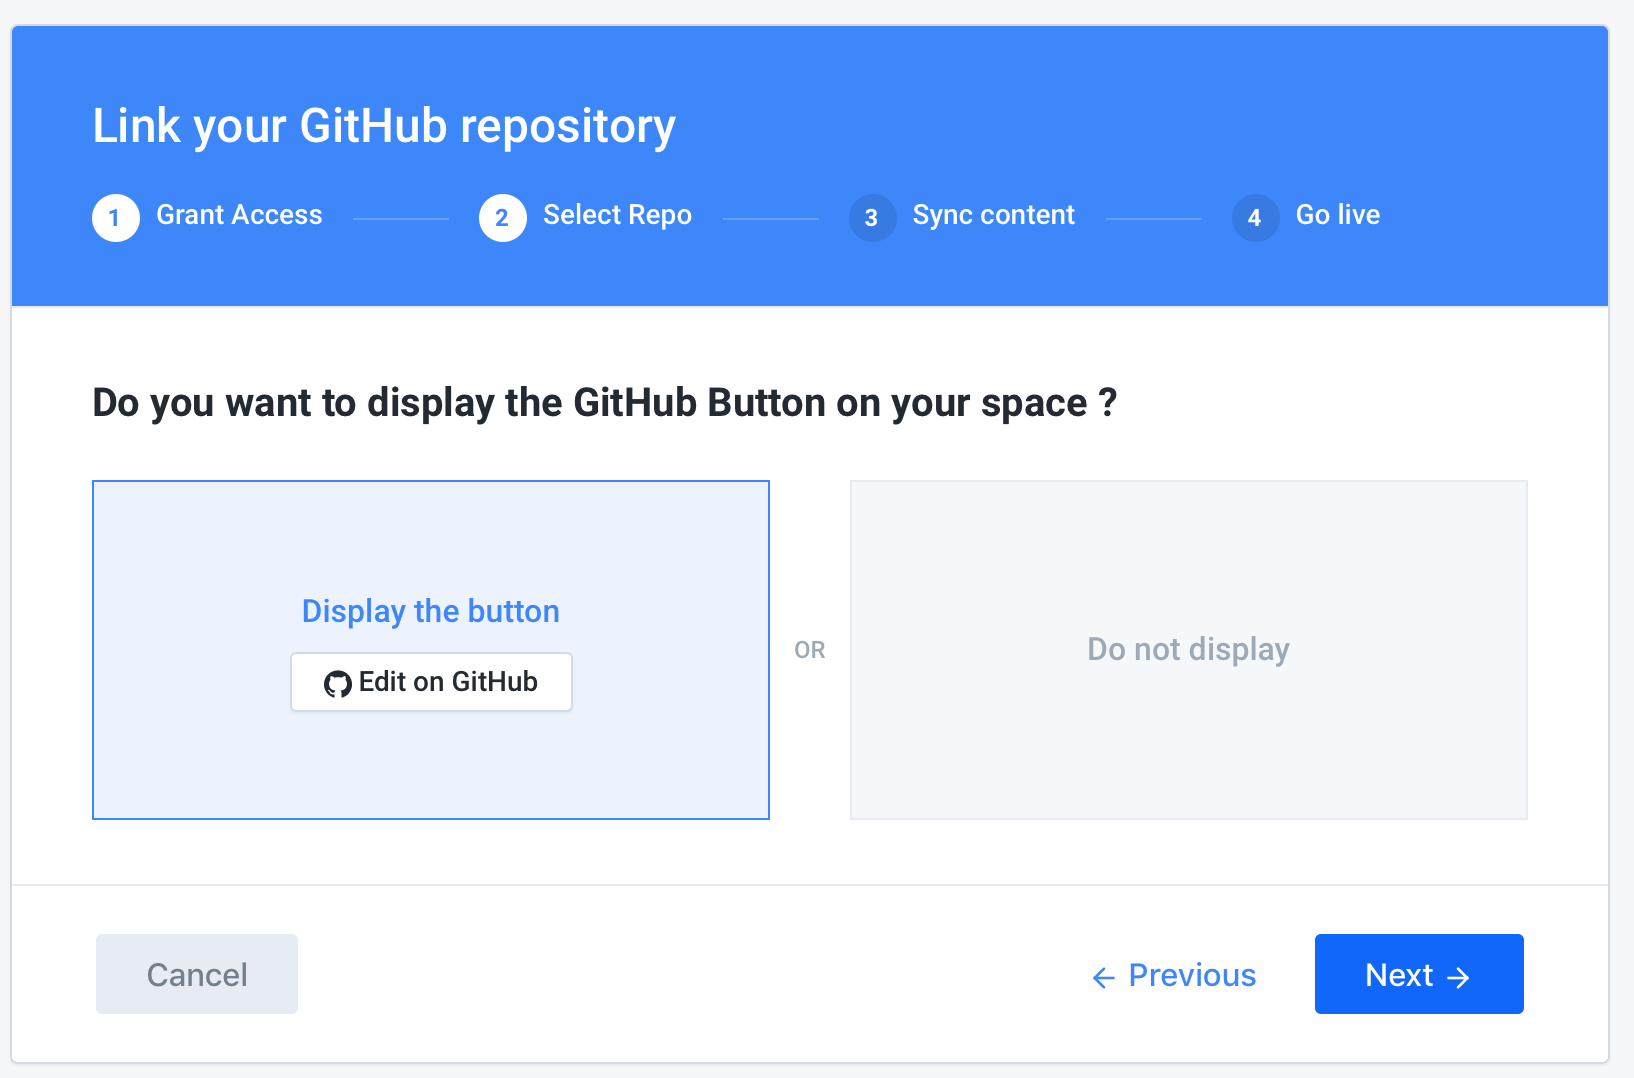 Link your GitHub repository
1 Grant Access 2 Select Repo 3 Sync content 4 Go live
Do you want to display the GitHub Button on your space ?
Display the button
Edit on GitHub
OR
Do not display
Cancel
← Previous
Next →